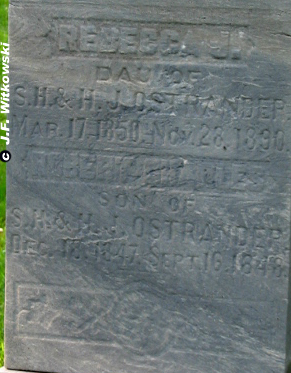 REBECCA J.
DAU. OF
S.H. & H.J. OSTRANDER
MAR. 17, 1850. NOV. 28, 1890.
SON OF
S.H. & H.J. OSTRANDER
DEC. 18, 1847. SEPT. 16, 1848.
© J.F. Witkowski